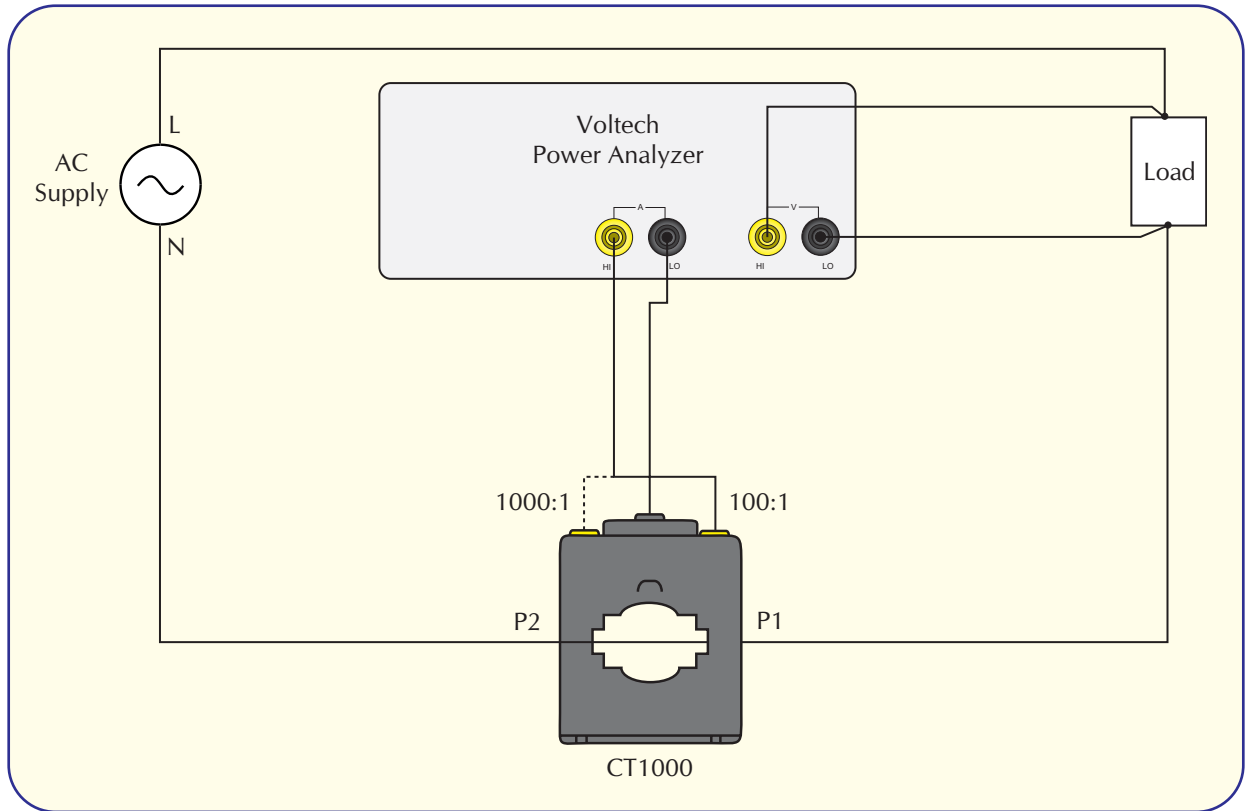 L
AC
Supply
N
Voltech
Power Analyzer
A
V
HI
LO
HI
LO
Load
1000:1
100:1
P2
P1
CT1000